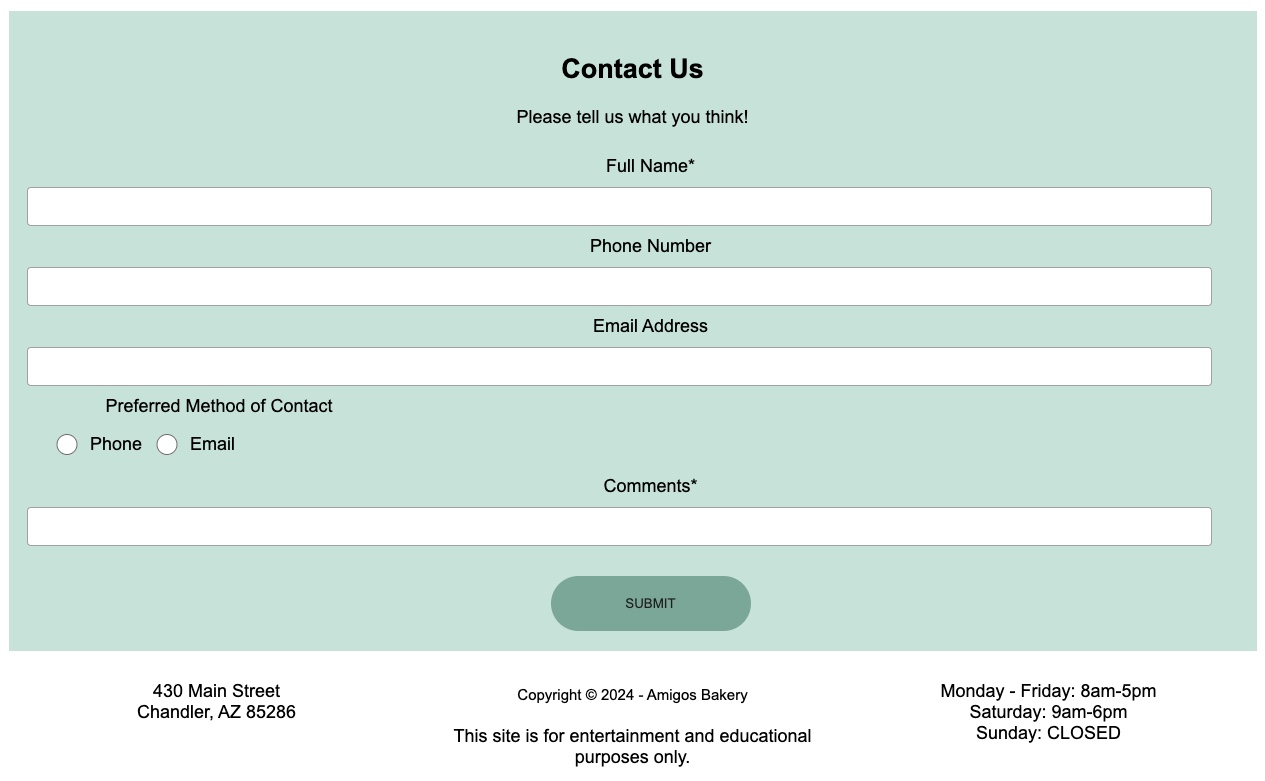 Contact Us
Please tell us what you think!
Full Name*
Phone Number
Email Address
Preferred Method of Contact
Phone Email
Comments*
SUBMIT
430 Main Street
Chandler, AZ 85286
Copyright © 2024 - Amigos Bakery
This site is for entertainment and educational
purposes only.
Monday - Friday: 8am-5pm
Saturday: 9am-6pm
Sunday: CLOSED